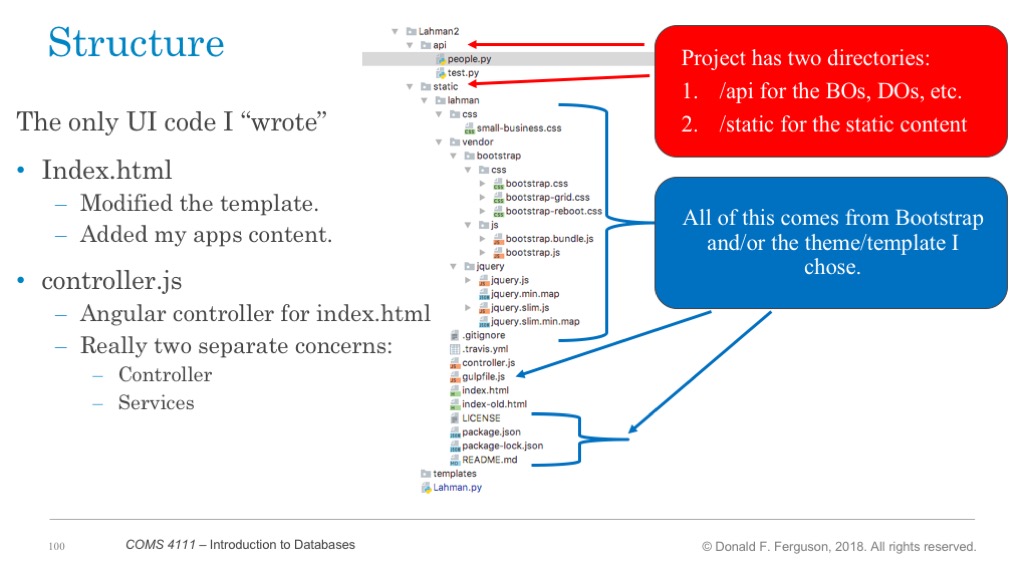 Structure
The only UI code I “wrote”
• Index.html
– Modified the template.
– Added my apps content.
• controller.js
– Angular controller for index.html
– Really two separate concerns:
– Controller
– Services
Lahman2
api
people.py
test.py
static
lahman
css
small-business.css
vendor
bootstrap
css
bootstrap.css
bootstrap-grid.css
bootstrap-reboot.css
js
bootstrap.bundle.js
bootstrap.js
jquery
jquery.js
jquery.min.map
jquery.slim.js
jquery.slim.min.map
.gitignore
.travis.yml
controller.js
gulpfile.js
index.html
index-old.html
LICENSE
package.json
package-lock.json
README.md
templates
Lahman.py
Project has two directories:
1. /api for the BOs, DOs, etc.
2. /static for the static content
All of this comes from Bootstrap
and/or the theme/template I
chose.
100
COMS 4111 – Introduction to Databases
© Donald F. Ferguson, 2018. All rights reserved.